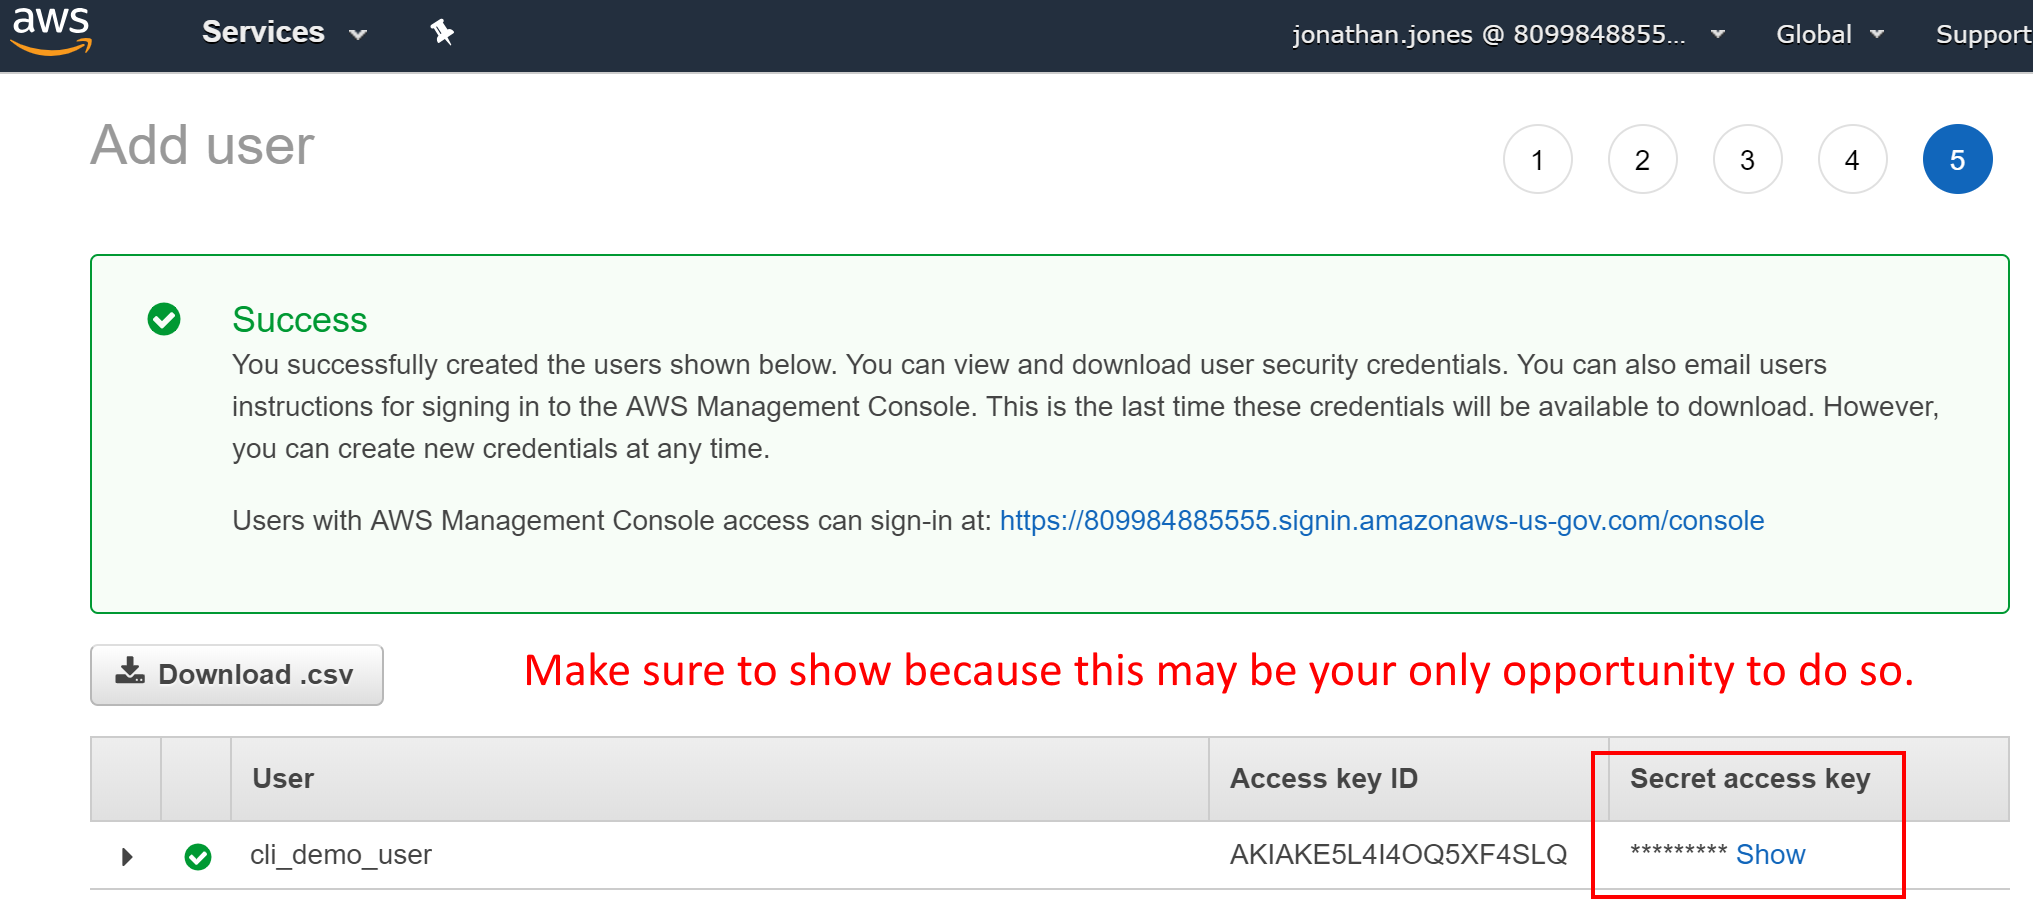 aws Services jonathan.jones @ 8099848855... Global Support
Add user 1 2 3 4 5
Success
You successfully created the users shown below. You can view and download user security credentials. You can also email users
instructions for signing in to the AWS Management Console. This is the last time these credentials will be available to download. However,
you can create new credentials at any time.
Users with AWS Management Console access can sign-in at: https://809984885555.signin.amazonaws-us-gov.com/console
Download .csv Make sure to show because this may be your only opportunity to do so.
User Access key ID Secret access key
cli_demo_user AKIAKE5L4I4OQ5XF4SLQ ********* Show